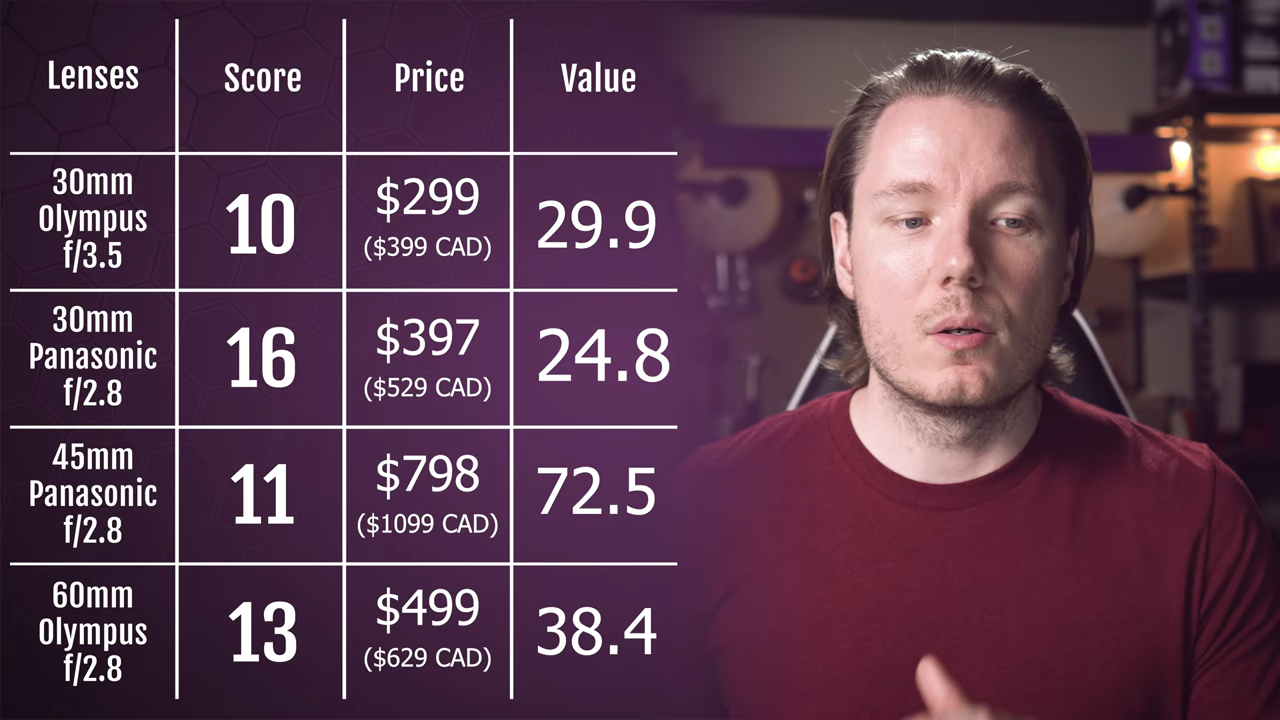 Lenses Score Price Value
30mm
Olympus
f/3.5
10
$299
($399 CAD)
29.9
30mm
Panasonic
f/2.8
16
$397
($529 CAD)
24.8
45mm
Panasonic
f/2.8
11
$798
($1099 CAD)
72.5
60mm
Olympus
f/2.8
13
$499
($629 CAD)
38.4